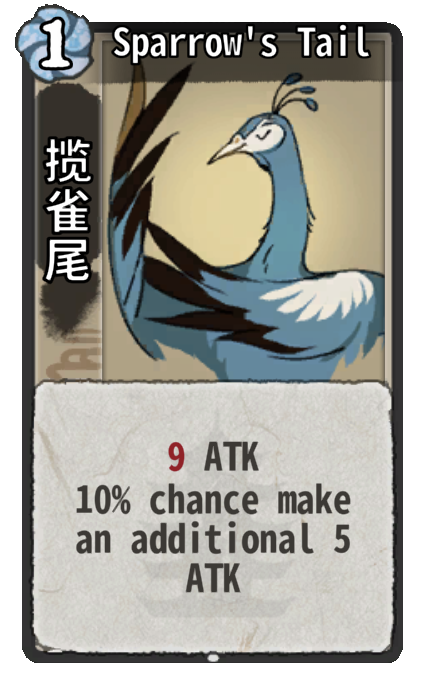 1
Sparrow's Tail
揽雀尾
9 ATK
10% chance make
an additional 5
ATK